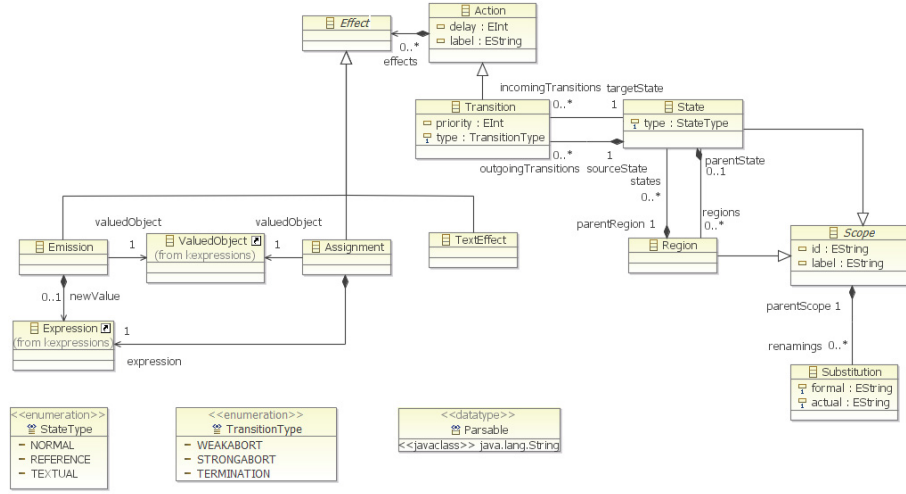 Effect
Action
delay : EInt
label : EString
0..*
effects
incomingTransitions targetState
Transition
priority : EInt
type : TransitionType
0..*
1
State
type : StateType
0..*
1
outgoingTransitions sourceState
parentState
0..1
states
0..*
regions
0..*
parentRegion 1
Region
valuedObject
valuedObject
Emission
1
ValuedObject
(from kexpressions)
1
Assignment
TextEffect
Scope
id : EString
label : EString
0..1 newValue
parentScope 1
Expression
(from kexpressions)
1
expression
renamings 0..*
Substitution
formal : EString
actual : EString
<<enumeration>>
StateType
NORMAL
REFERENCE
TEXTUAL
<<enumeration>>
TransitionType
WEAKABORT
STRONGABORT
TERMINATION
<<datatype>>
Parsable
<<javaclass>> java.lang.String